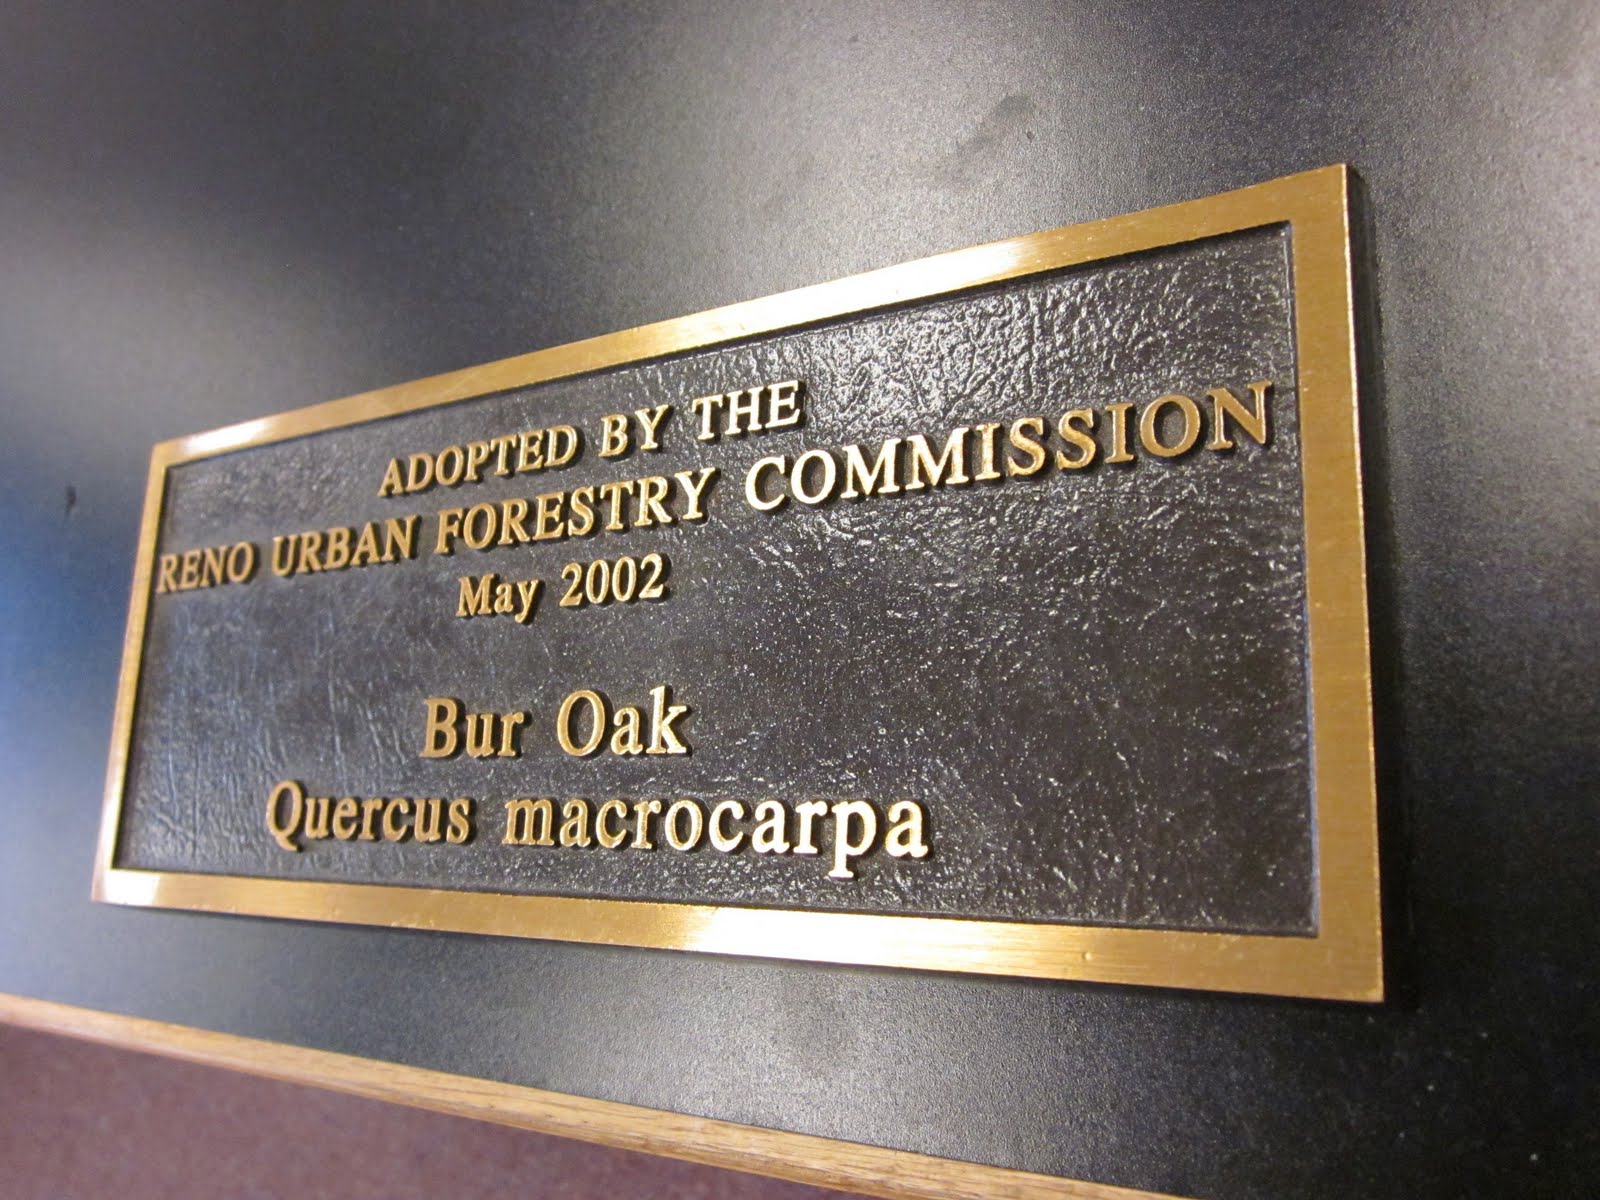 ADOPTED BY THE
RENO URBAN FORESTRY COMMISSION
May 2002
Bur Oak
Quercus macrocarpa